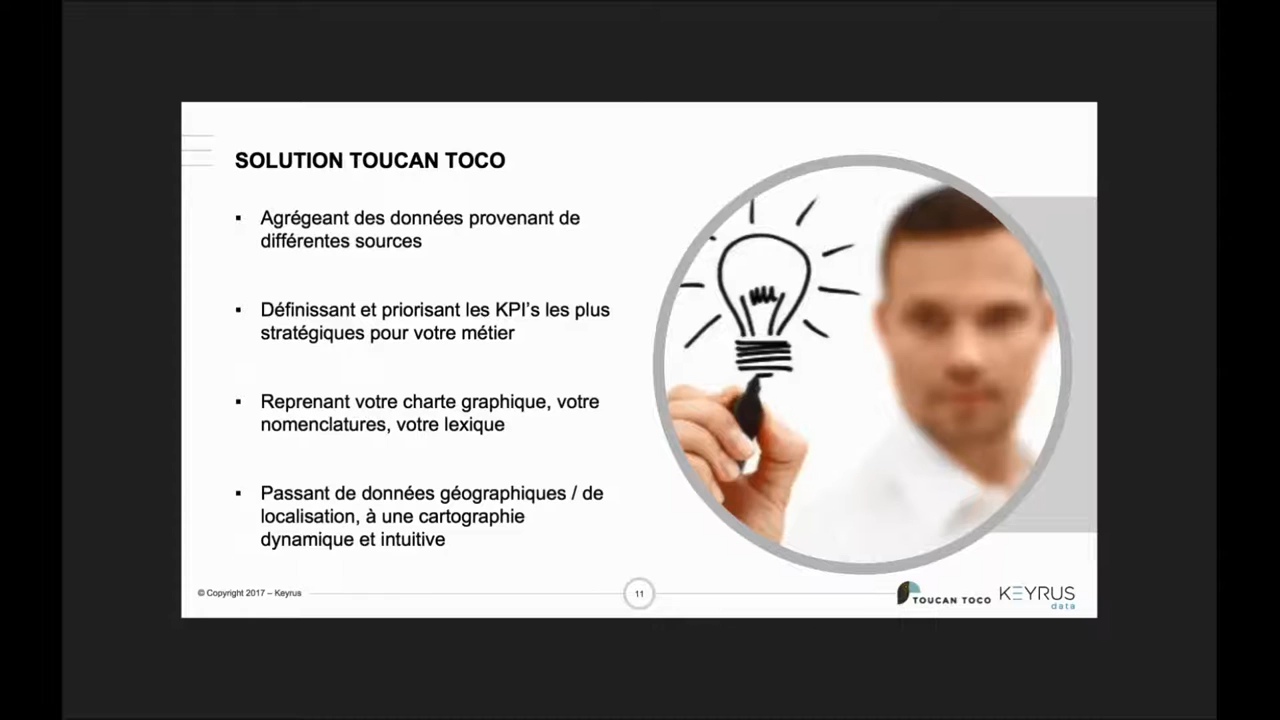 SOLUTION TOUCAN TOCO
▪ Agrégeant des données provenant de
différentes sources
▪ Définissant et priorisant les KPI's les plus
stratégiques pour votre métier
▪ Reprenant votre charte graphique, votre
nomenclatures, votre lexique
▪ Passant de données géographiques / de
localisation, à une cartographie
dynamique et intuitive
© Copyright 2017 – Keyrus
11
TOUCAN TOCO
KEYRUS
data